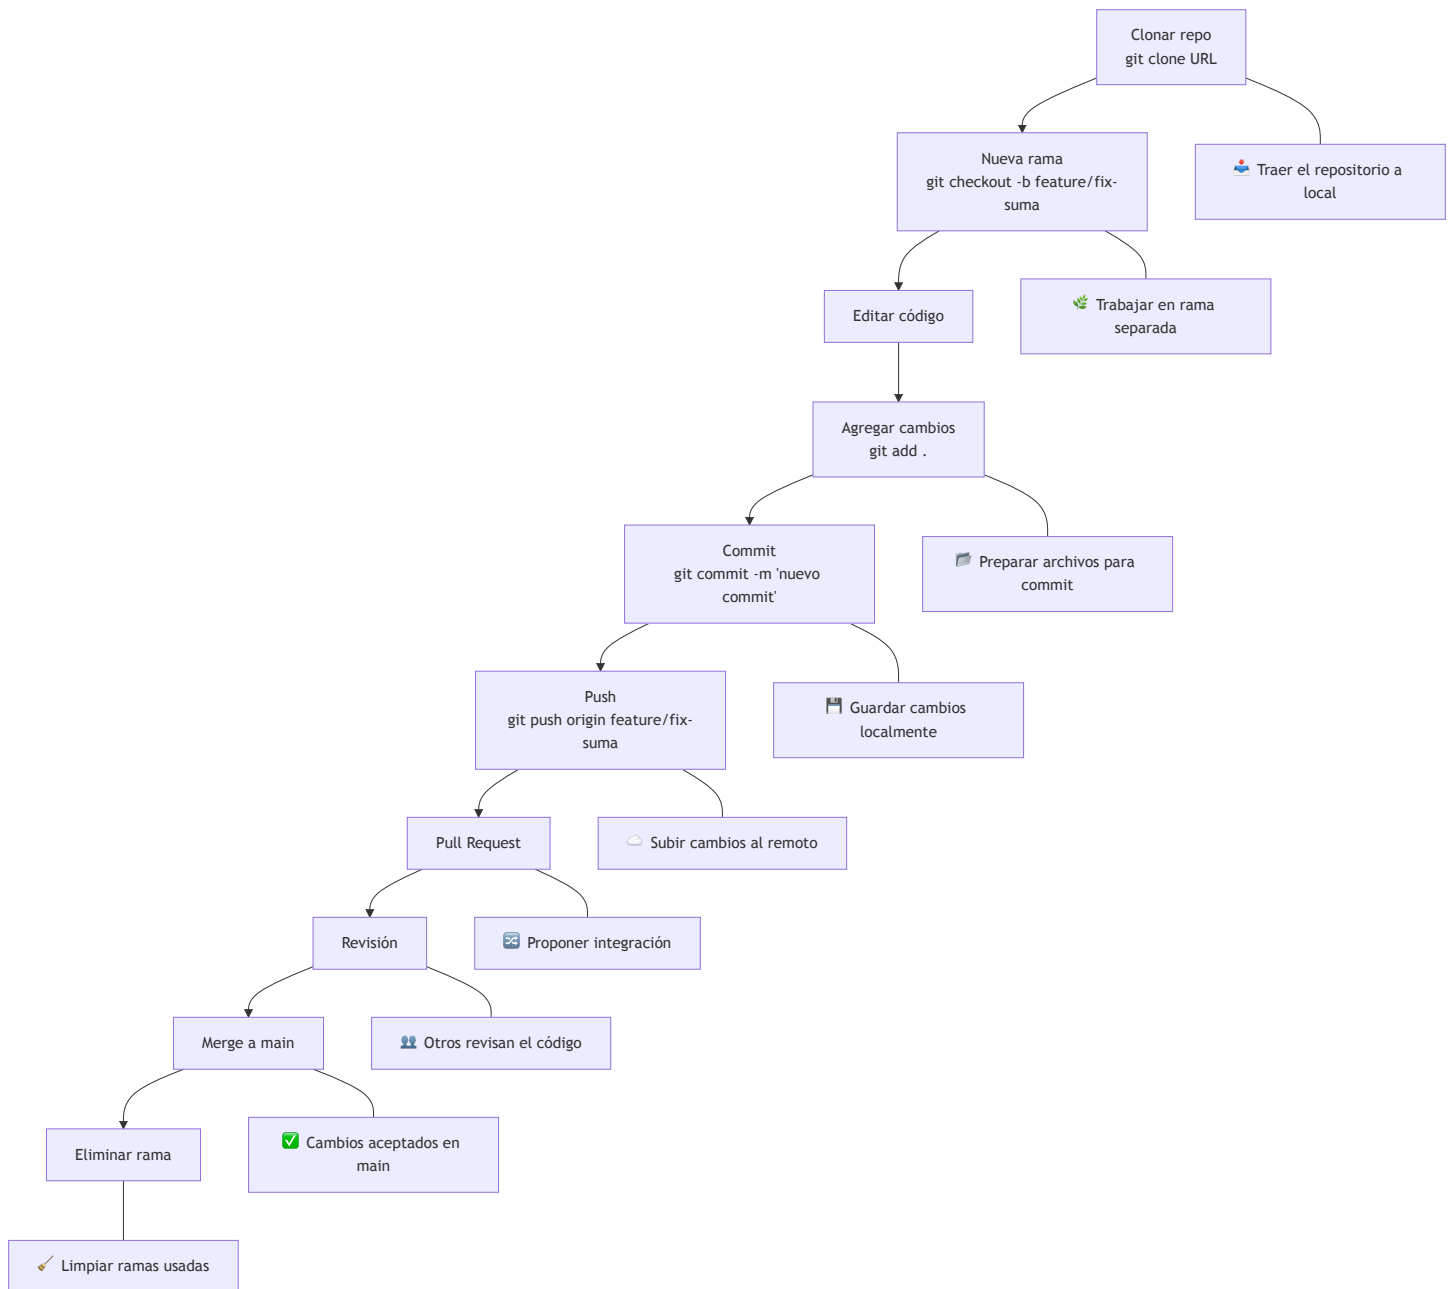 Clonar repo
git clone URL
Nueva rama
git checkout -b feature/fix-
suma
Traer el repositorio a
local
Editar código
Trabajar en rama
separada
Agregar cambios
git add .
Commit
git commit -m 'nuevo
commit'
Preparar archivos para
commit
Push
git push origin feature/fix-
suma
Guardar cambios
localmente
Pull Request
Subir cambios al remoto
Revisión
Proponer integración
Merge a main
Otros revisan el código
Eliminar rama
Cambios aceptados en
main
Limpiar ramas usadas